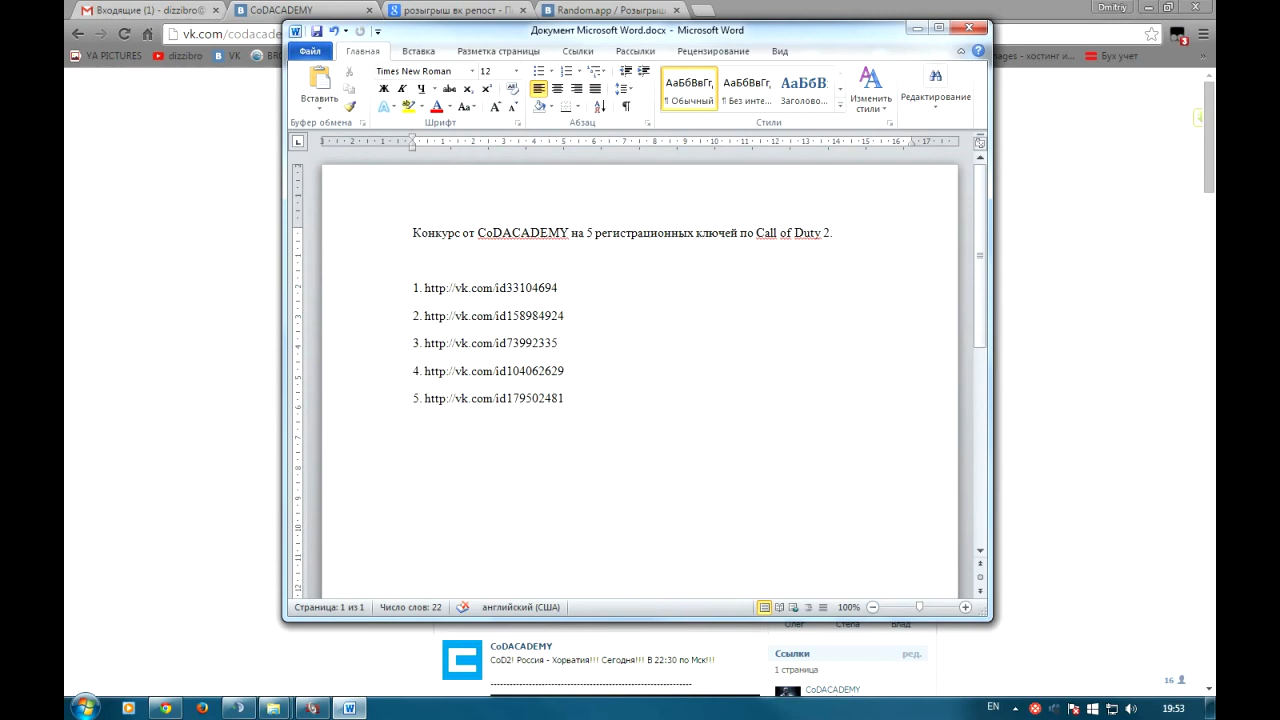 Входящие (1) - dizzibro@
CoDACADEMY
розыгрыш вк репост - П
Random.app / Розыгрыш
Dmitriy
vk.com/codacade
YA PICTURES
dizzibro
VK
ages - хостинг и...
Бух учет
3
Документ Microsoft Word.docx - Microsoft Word
Файл
Главная
Вставка
Разметка страницы
Ссылки
Рассылки
Рецензирование
Вид
Times New Roman
12
Вставить
Буфер обмена
Шрифт
Абзац
АаБбВвГг,
¶ Обычный
АаБбВвГг,
¶ Без инте...
АаБбВ
Заголово...
Стили
Изменить
стили
Редактирование
Конкурс от CoDACADEMY на 5 регистрационных ключей по Call of Duty 2.
1. http://vk.com/id33104694
2. http://vk.com/id158984924
3. http://vk.com/id73992335
4. http://vk.com/id104062629
5. http://vk.com/id179502481
Страница: 1 из 1
Число слов: 22
английский (США)
100%
Олег
Степа
Влад
CoDACADEMY
CoD2! Россия - Хорватия!!! Сегодня!!! В 22:30 по Мск!!!
Ссылки
ред.
1 страница
CoDACADEMY
16
EN
19:53